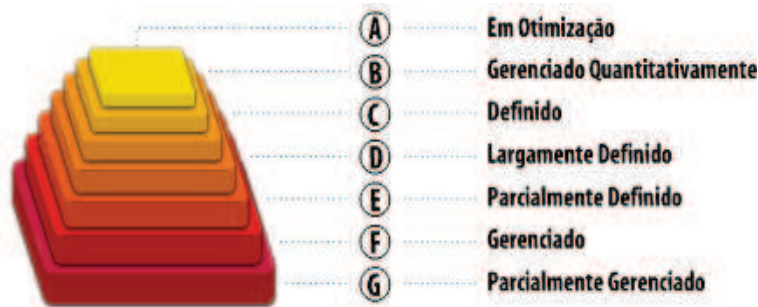 A Em Otimização
B Gerenciado Quantitativamente
C Definido
D Largamente Definido
E Parcialmente Definido
F Gerenciado
G Parcialmente Gerenciado